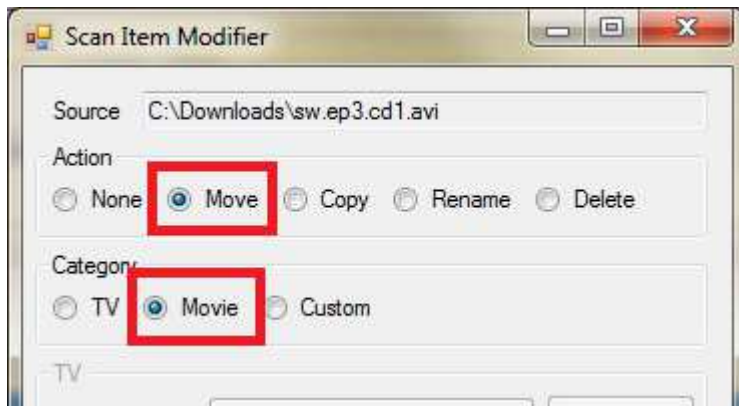 Scan Item Modifier
Source C:\Downloads\sw.ep3.cd1.avi
Action
None Move Copy Rename Delete
Category
TV Movie Custom
TV